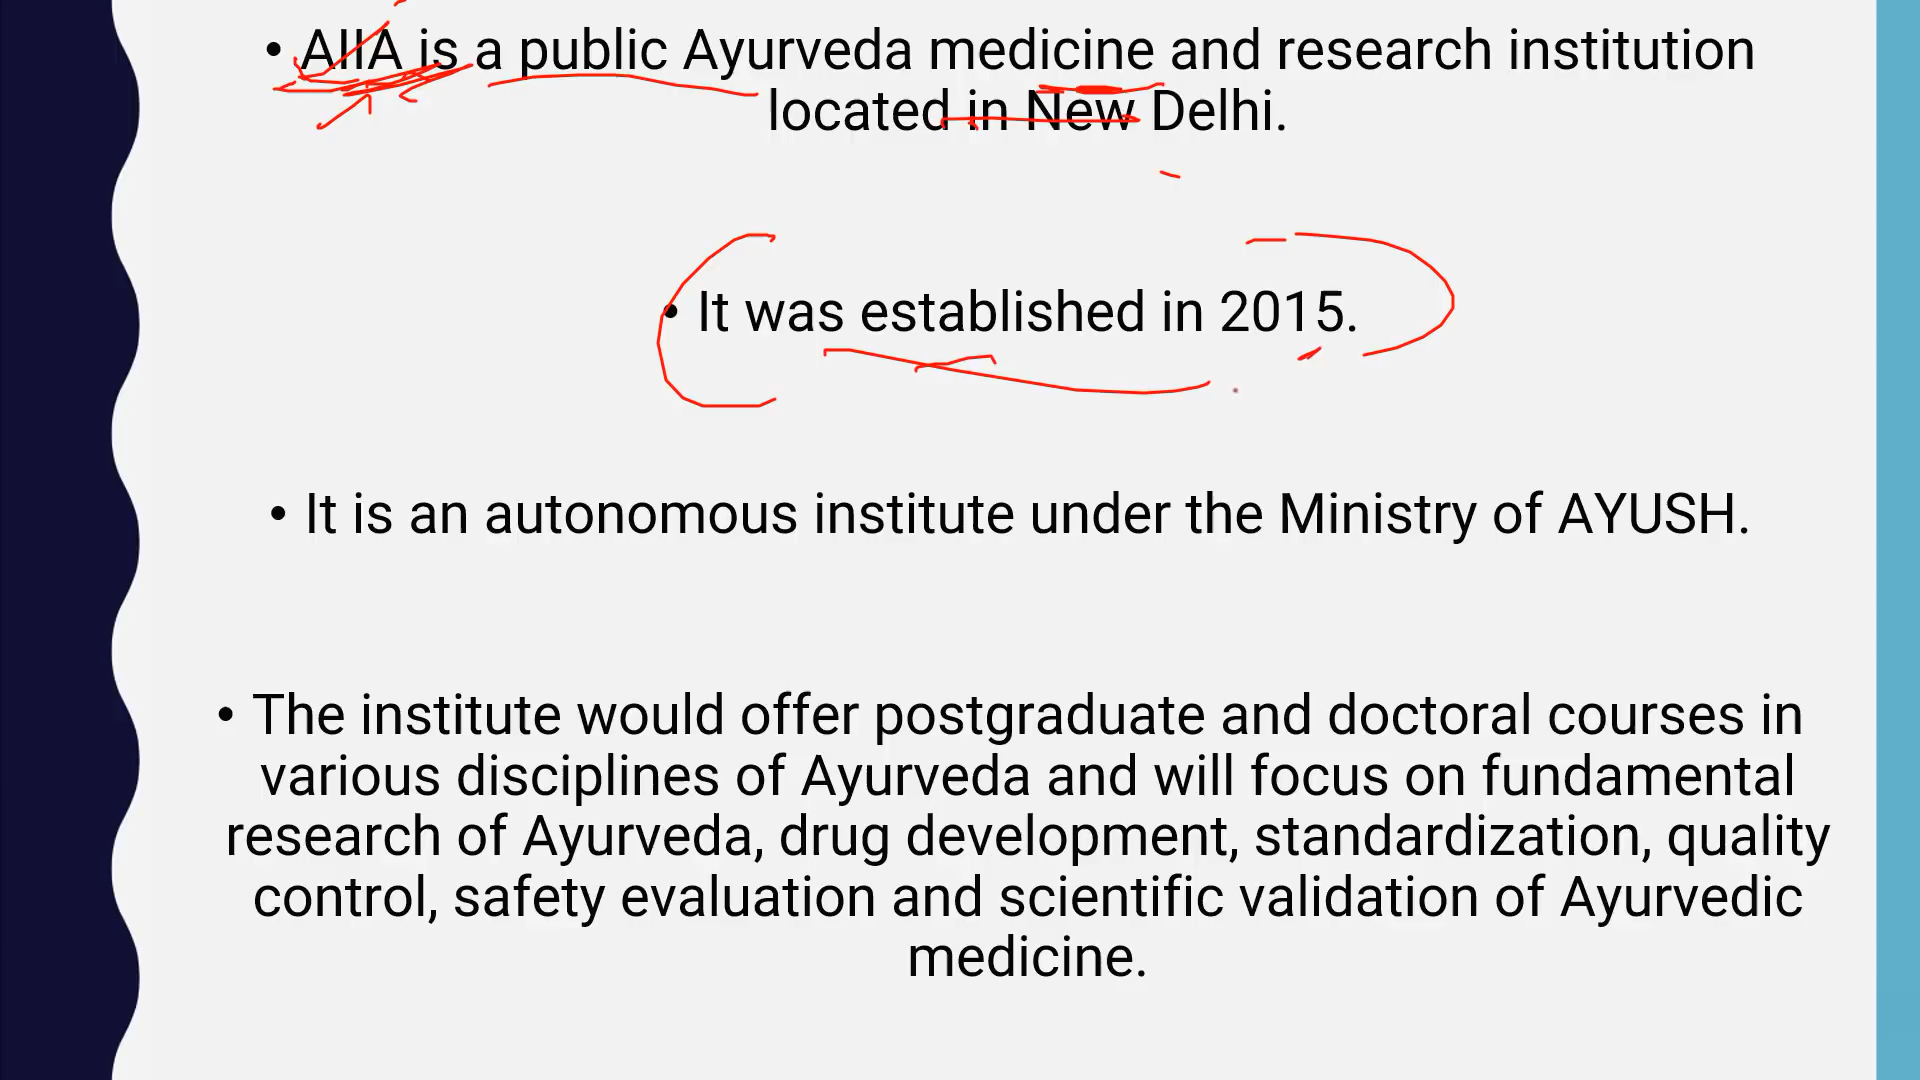 • AIIA is a public Ayurveda medicine and research institution
located in New Delhi.
• It was established in 2015.
• It is an autonomous institute under the Ministry of AYUSH.
• The institute would offer postgraduate and doctoral courses in
various disciplines of Ayurveda and will focus on fundamental
research of Ayurveda, drug development, standardization, quality
control, safety evaluation and scientific validation of Ayurvedic
medicine.